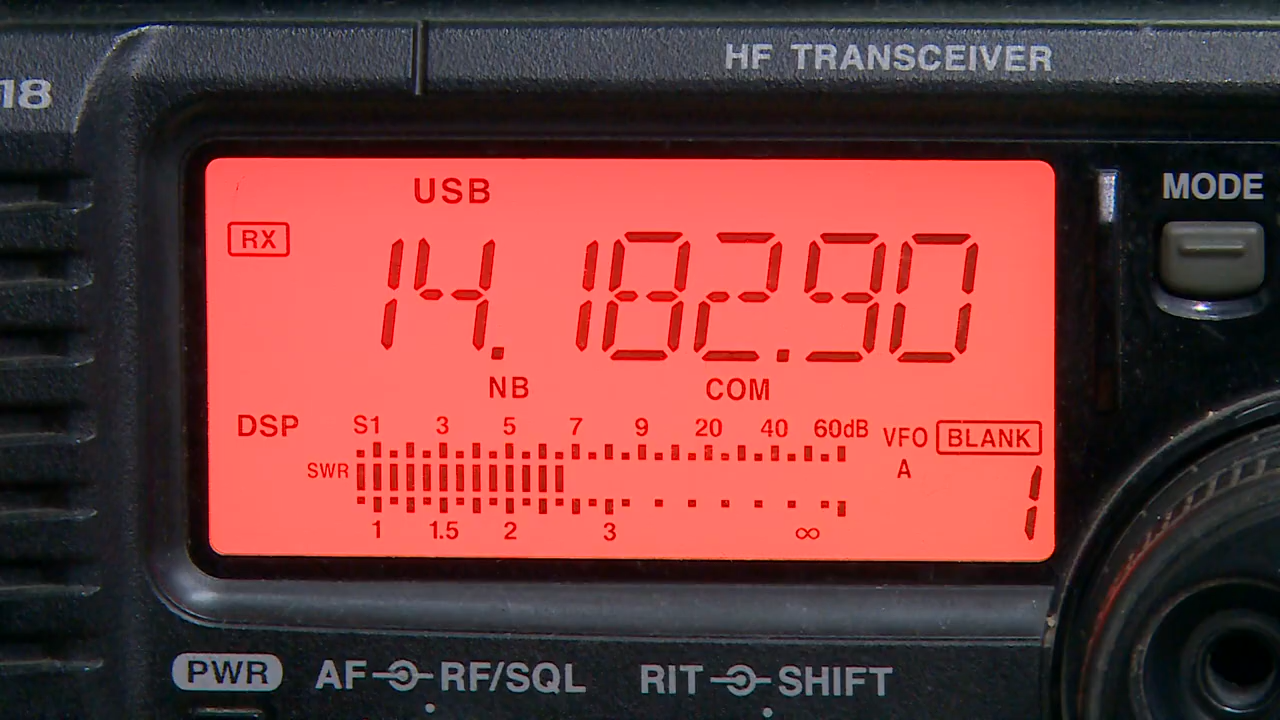 HF TRANSCEIVER
18
MODE
USB
RX
14.182.90
NB COM
DSP S1 3 5 7 9 20 40 60dB
VFO BLANK
SWR A
1
1 1.5 2 3 ∞
PWR AF RF/SQL RIT SHIFT